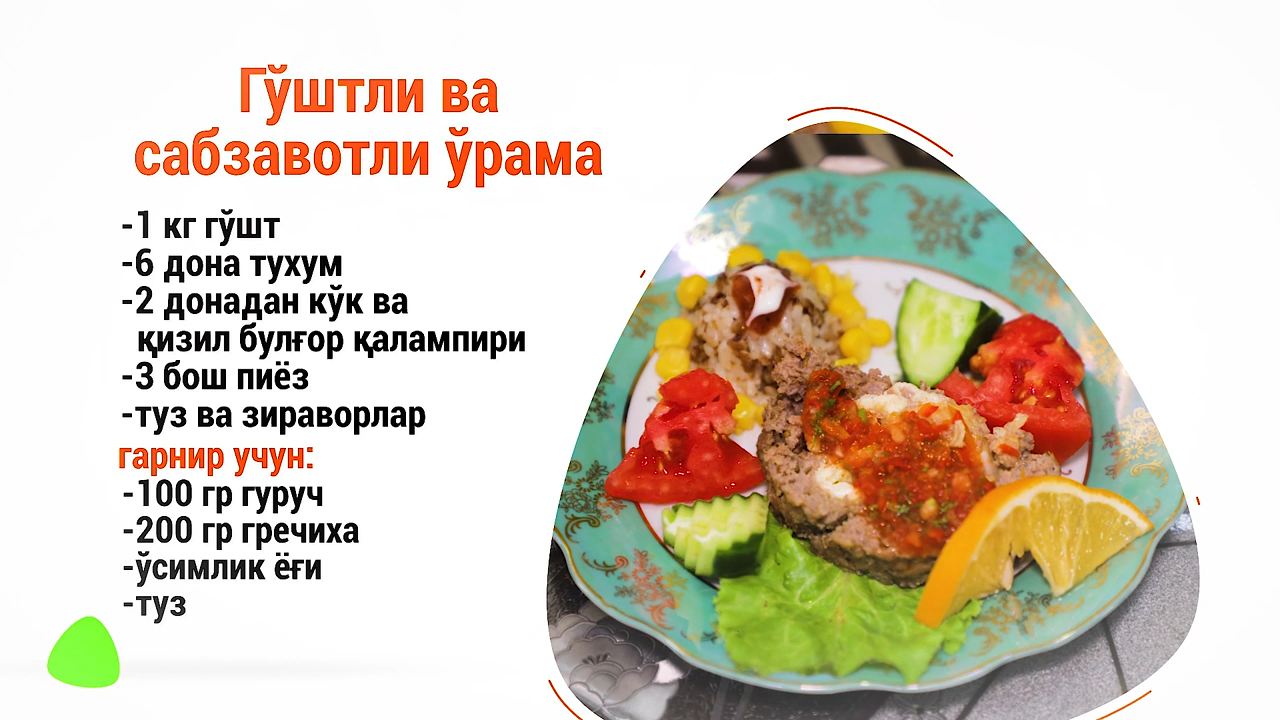 Гўштли ва
сабзавотли ўрама
-1 кг гўшт
-6 дона тухум
-2 донадан кўк ва
қизил булғор қалампири
-3 бош пиёз
-туз ва зираворлар
гарнир учун:
-100 гр гуруч
-200 гр гречиха
-ўсимлик ёғи
-туз